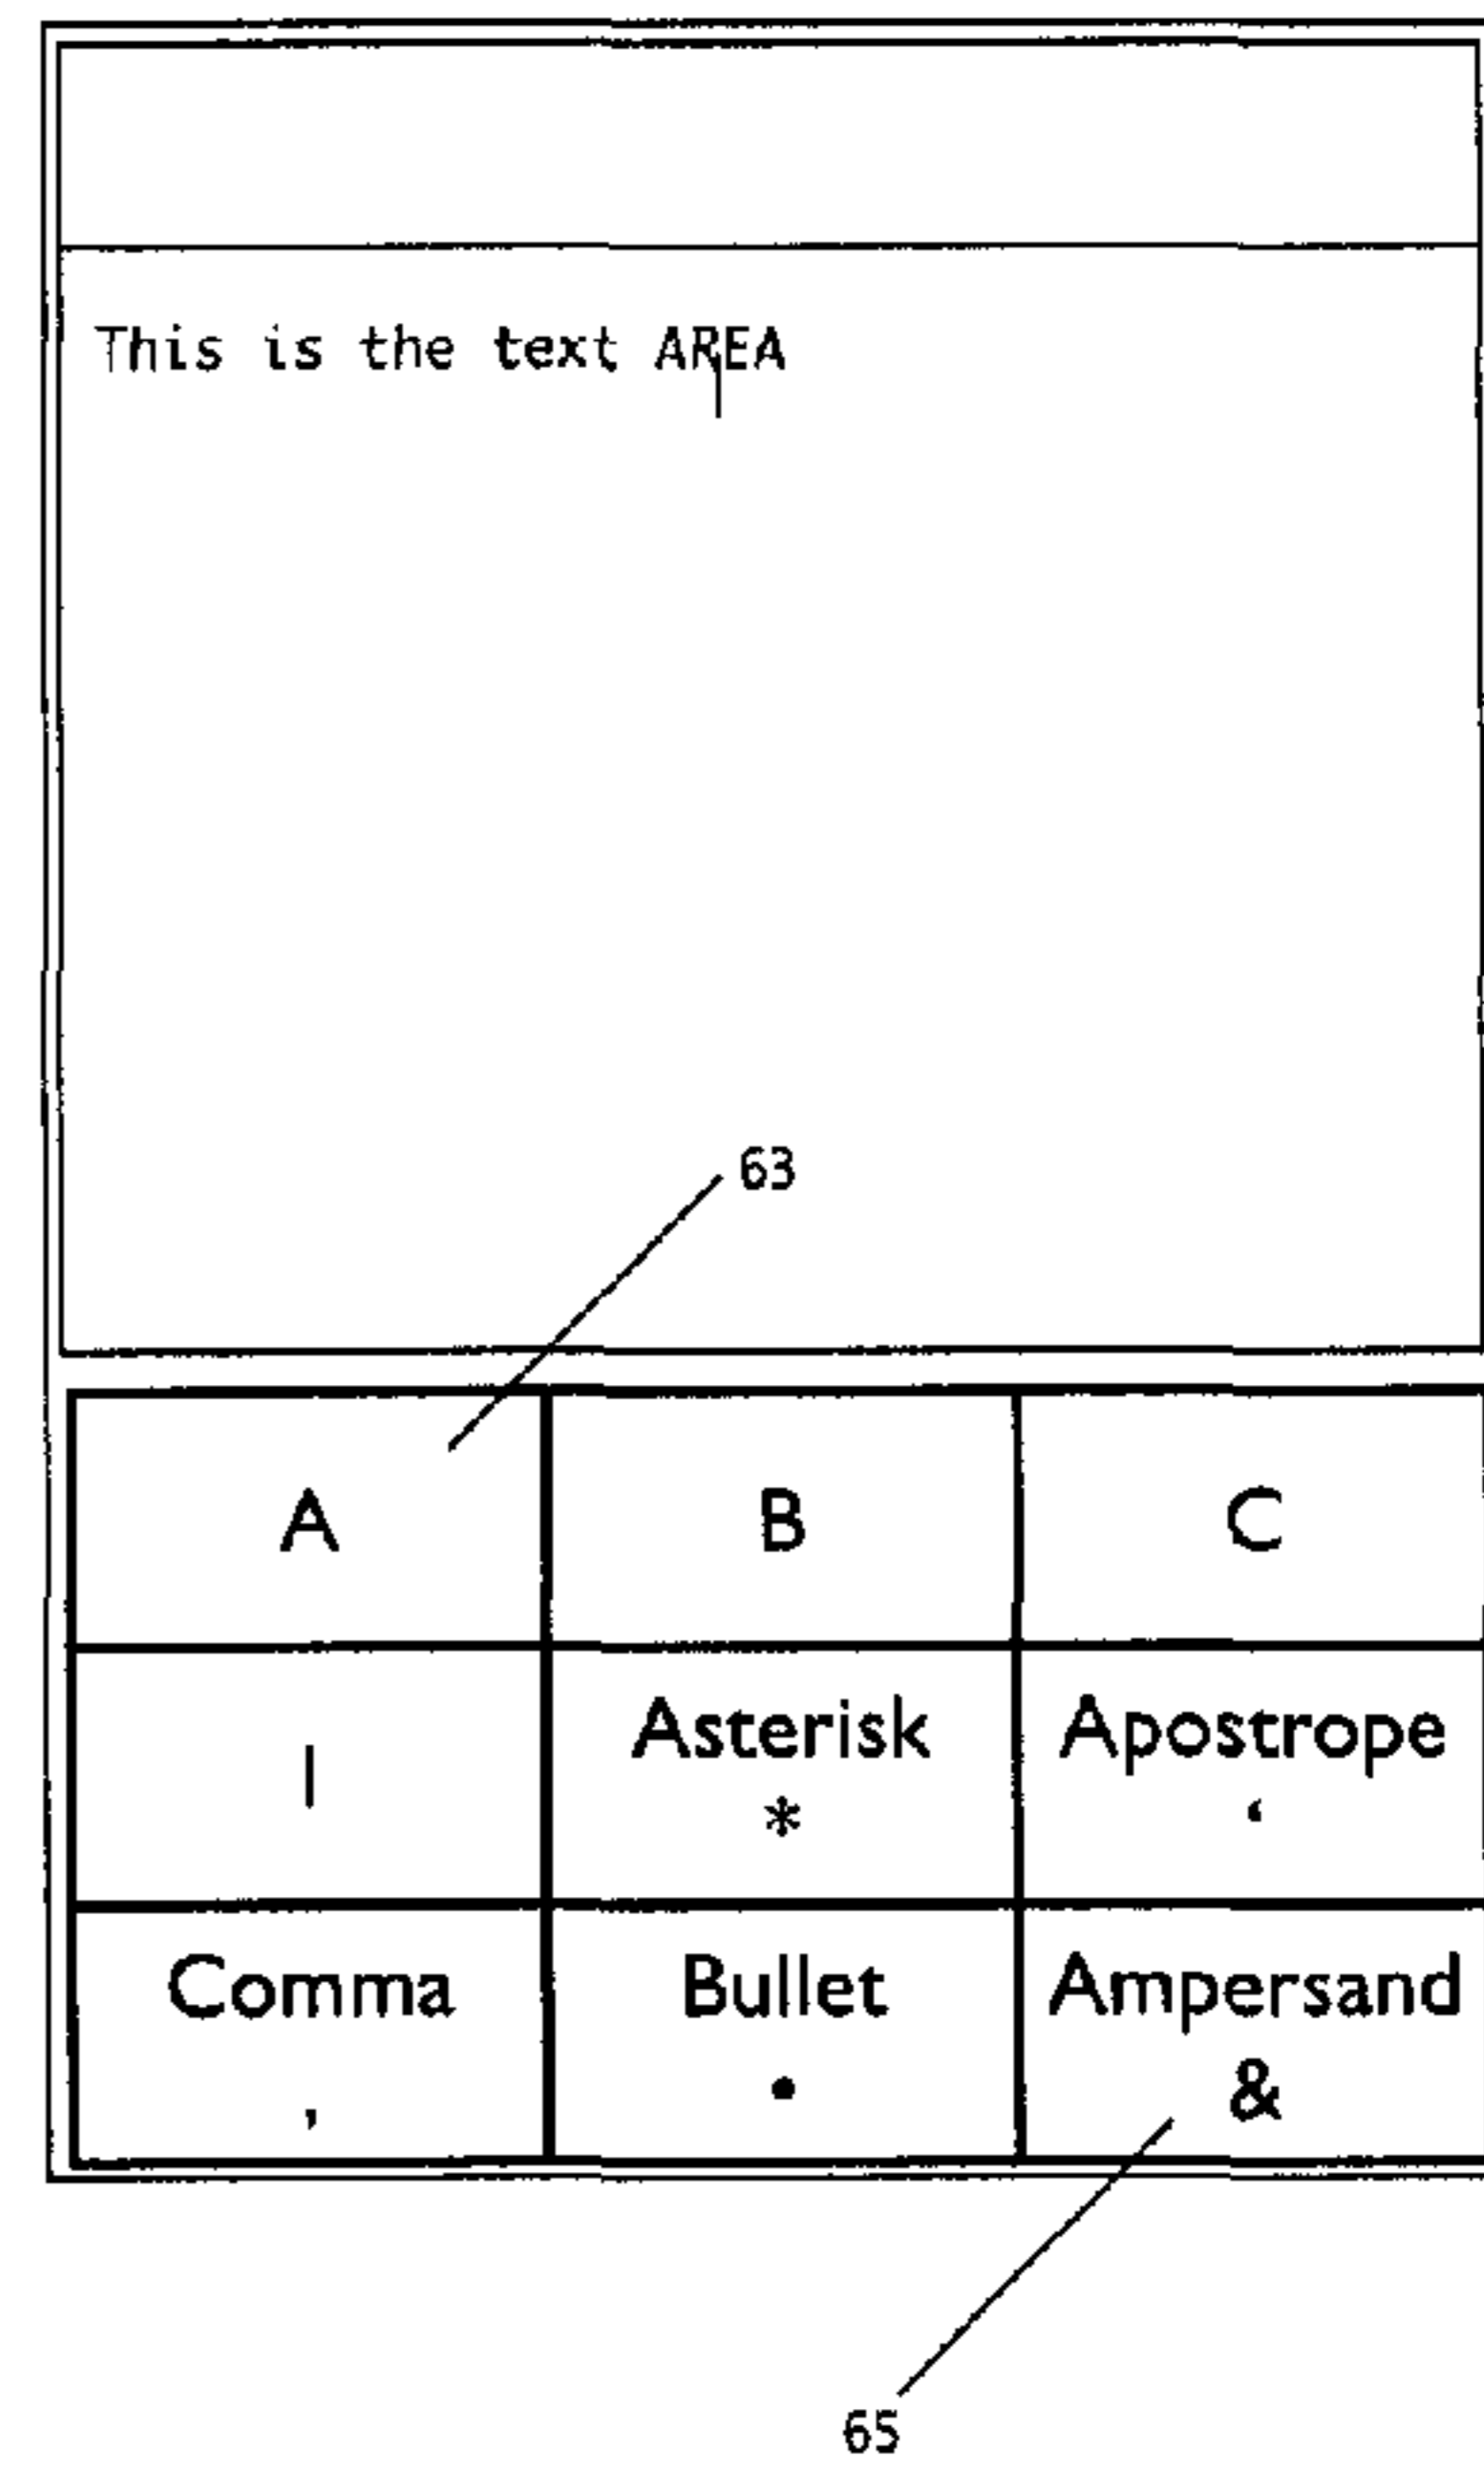 This is the text AREA
63
A B C
| Asterisk Apostrope
* ‘
Comma Bullet Ampersand
, • &
65